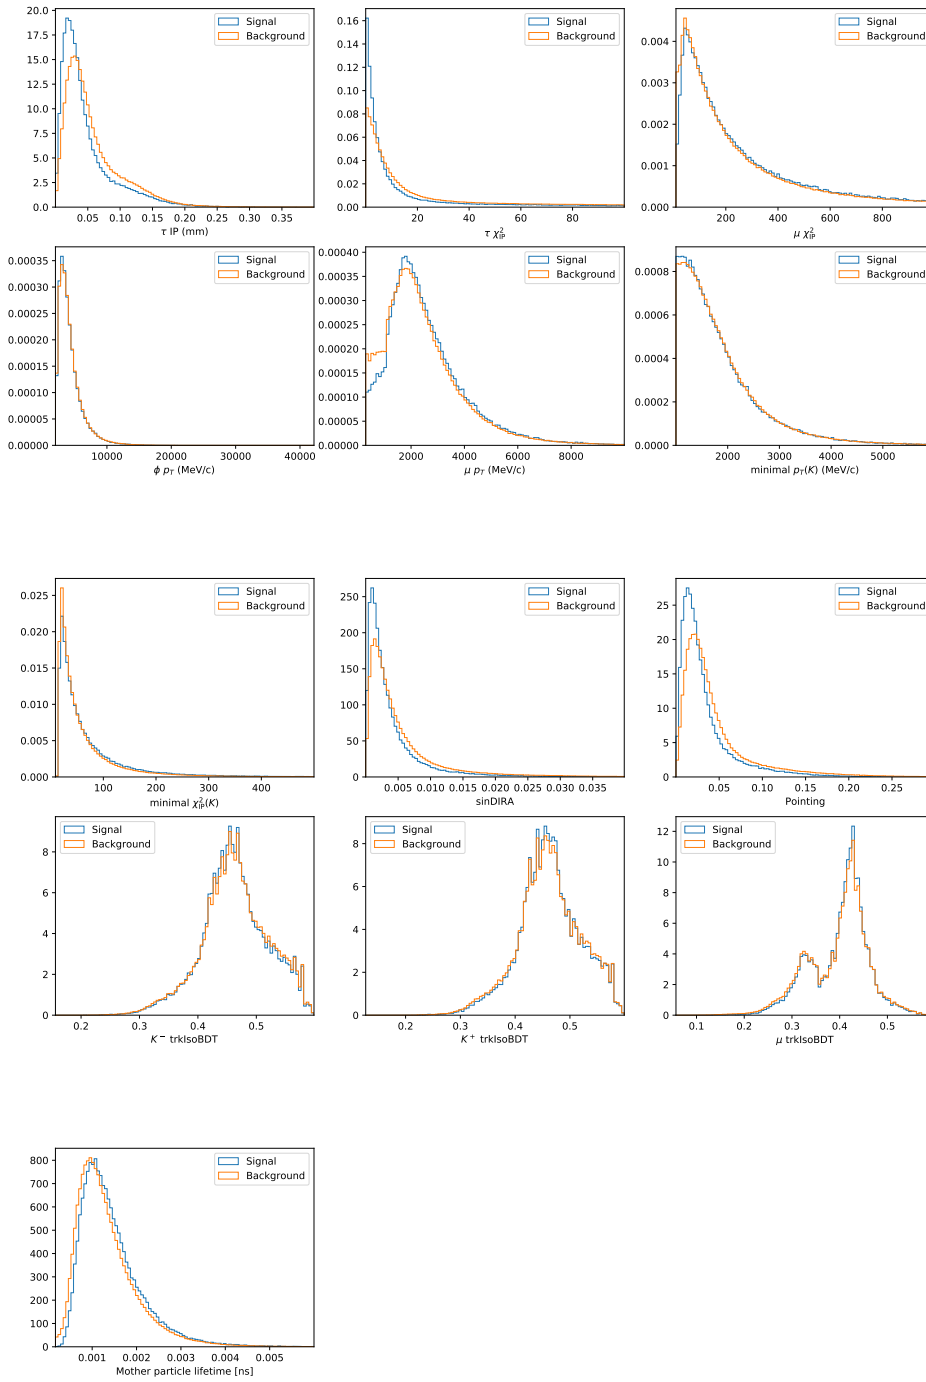 20.0
17.5
15.0
12.5
10.0
7.5
5.0
2.5
0.0
Signal
Background
0.05 0.10 0.15 0.20 0.25 0.30 0.35
τ IP (mm)
0.16
0.14
0.12
0.10
0.08
0.06
0.04
0.02
0.00
Signal
Background
20 40 60 80
τ χ²IP
0.004
0.003
0.002
0.001
0.000
Signal
Background
200 400 600 800
μ χ²IP
0.00035
0.00030
0.00025
0.00020
0.00015
0.00010
0.00005
0.00000
Signal
Background
10000 20000 30000 40000
ϕ pT (MeV/c)
0.00040
0.00035
0.00030
0.00025
0.00020
0.00015
0.00010
0.00005
0.00000
Signal
Background
2000 4000 6000 8000
μ pT (MeV/c)
0.0008
0.0006
0.0004
0.0002
0.0000
Signal
Background
2000 3000 4000 5000
minimal pT(K) (MeV/c)
0.025
0.020
0.015
0.010
0.005
0.000
Signal
Background
100 200 300 400
minimal χ²IP(K)
250
200
150
100
50
0
Signal
Background
0.005 0.010 0.015 0.020 0.025 0.030 0.035
sinDIRA
25
20
15
10
5
0
Signal
Background
0.05 0.10 0.15 0.20 0.25
Pointing
8
6
4
2
0
Signal
Background
0.2 0.3 0.4 0.5
K⁻ trkIsoBDT
8
6
4
2
0
Signal
Background
0.2 0.3 0.4 0.5
K⁺ trkIsoBDT
12
10
8
6
4
2
0
Signal
Background
0.1 0.2 0.3 0.4 0.5
μ trkIsoBDT
800
700
600
500
400
300
200
100
0
Signal
Background
0.001 0.002 0.003 0.004 0.005
Mother particle lifetime [ns]